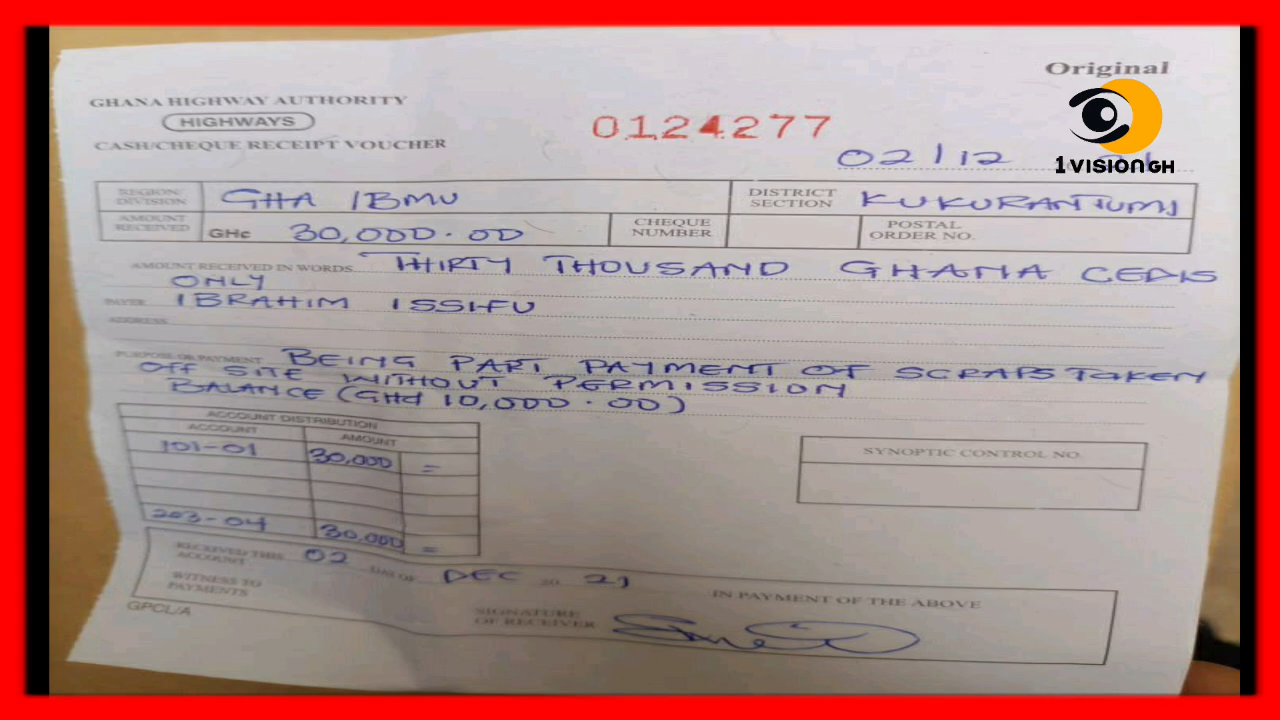 Original
GHANA HIGHWAY AUTHORITY
HIGHWAYS
CASH/CHEQUE RECEIPT VOUCHER
0124277
02/12
1VISIONGH
REGION/DIVISION GHA IBMU DISTRICT SECTION KUKURANTUMI
AMOUNT RECEIVED GH¢ 30,000.00 CHEQUE NUMBER POSTAL ORDER NO.
AMOUNT RECEIVED IN WORDS THIRTY THOUSAND GHANA CEDIS
ONLY
PAYER IBRAHIM ISSIFU
ADDRESS
PURPOSE OR PAYMENT BEING PART PAYMENT OF SCRAPS TAKEN
OFF SITE WITHOUT PERMISSION
BALANCE (GH¢ 10,000.00)
ACCOUNT DISTRIBUTION
ACCOUNT AMOUNT
101-01 30,000 =
203-04 30,000 =
SYNOPTIC CONTROL NO.
RECEIVED THIS 02 DAY OF DEC 20 21
ACCOUNT
IN PAYMENT OF THE ABOVE
WITNESS TO PAYMENTS
SIGNATURE OF RECEIVER
GPCL/A